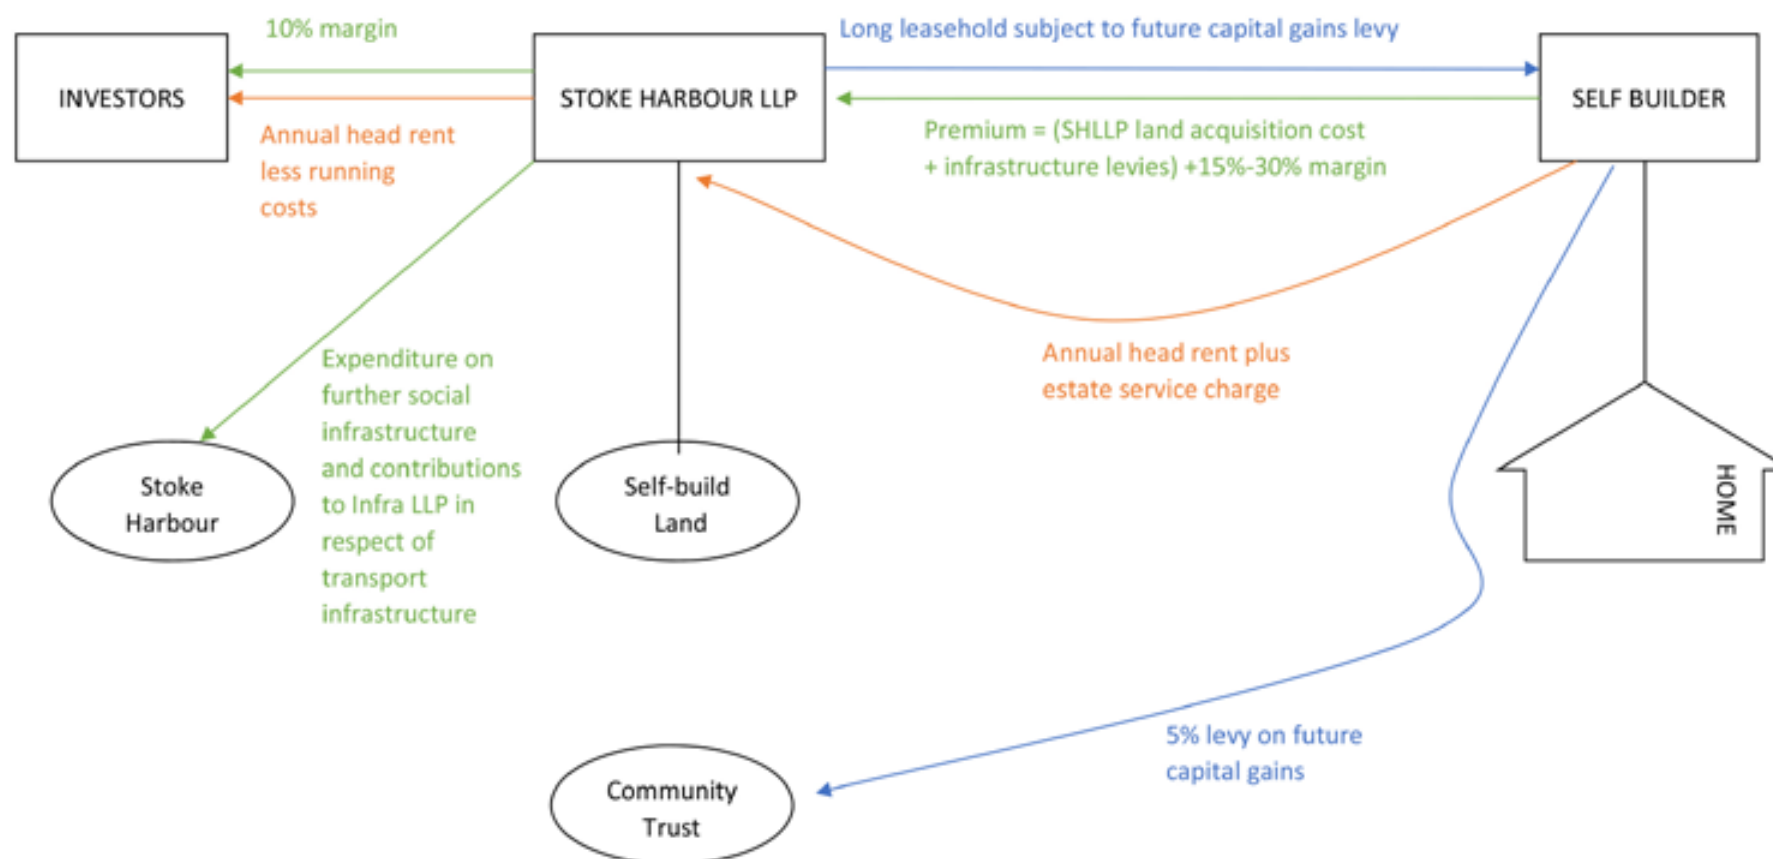 10% margin
Long leasehold subject to future capital gains levy
INVESTORS
STOKE HARBOUR LLP
SELF BUILDER
Annual head rent
less running
costs
Premium = (SHLLP land acquisition cost
+ infrastructure levies) +15%-30% margin
Expenditure on
further social
infrastructure
and contributions
to Infra LLP in
respect of
transport
infrastructure
Annual head rent plus
estate service charge
Stoke
Harbour
Self-build
Land
HOME
5% levy on future
capital gains
Community
Trust